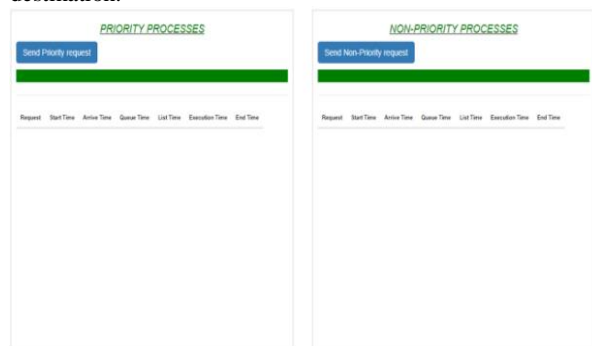 destination.
PRIORITY PROCESSES
Send Priority request
Request Start Time Arrive Time Queue Time List Time Execution Time End Time
NON-PRIORITY PROCESSES
Send Non-Priority request
Request Start Time Arrive Time Queue Time List Time Execution Time End Time